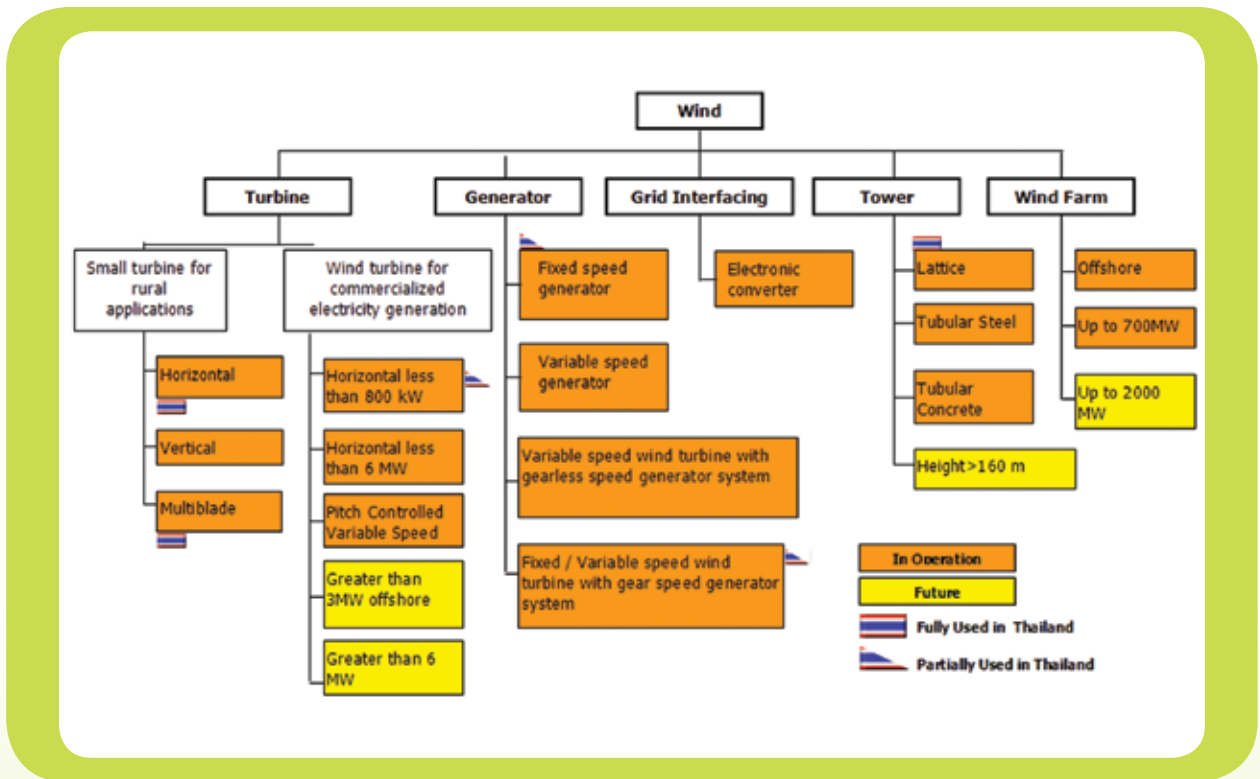 Wind
Turbine
Generator
Grid Interfacing
Tower
Wind Farm
Small turbine for
rural
applications
Horizontal
Vertical
Multiblade
Wind turbine for
commercialized
electricity generation
Horizontal less
than 800 kW
Horizontal less
than 6 MW
Pitch Controlled
Variable Speed
Greater than
3MW offshore
Greater than 6
MW
Fixed speed
generator
Variable speed
generator
Variable speed wind turbine with
gearless speed generator system
Fixed / Variable speed wind
turbine with gear speed generator
system
Electronic
converter
Lattice
Tubular Steel
Tubular
Concrete
Height>160 m
Offshore
Up to 700MW
Up to 2000
MW
In Operation
Future
Fully Used in Thailand
Partially Used in Thailand